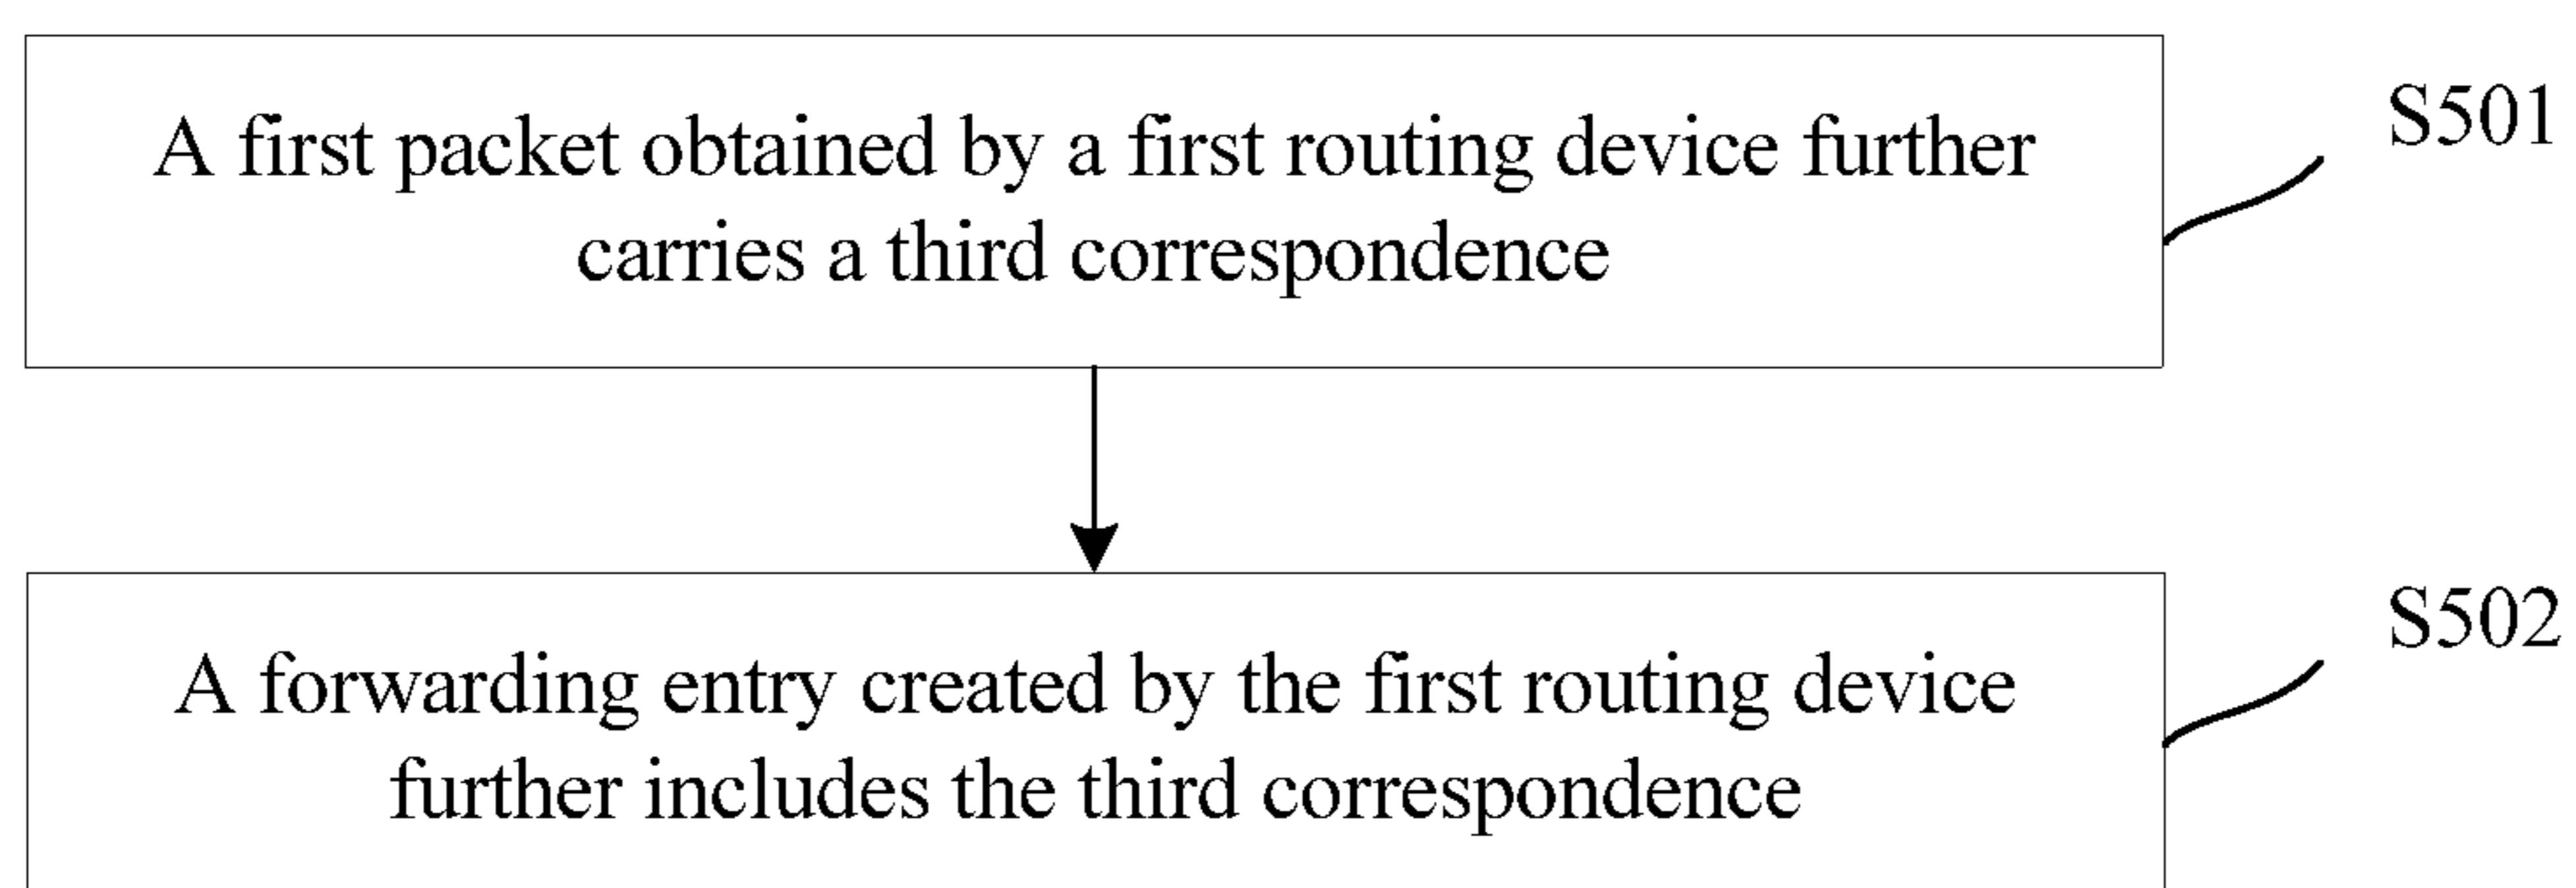 A first packet obtained by a first routing device further
carries a third correspondence
S501
A forwarding entry created by the first routing device
further includes the third correspondence
S502